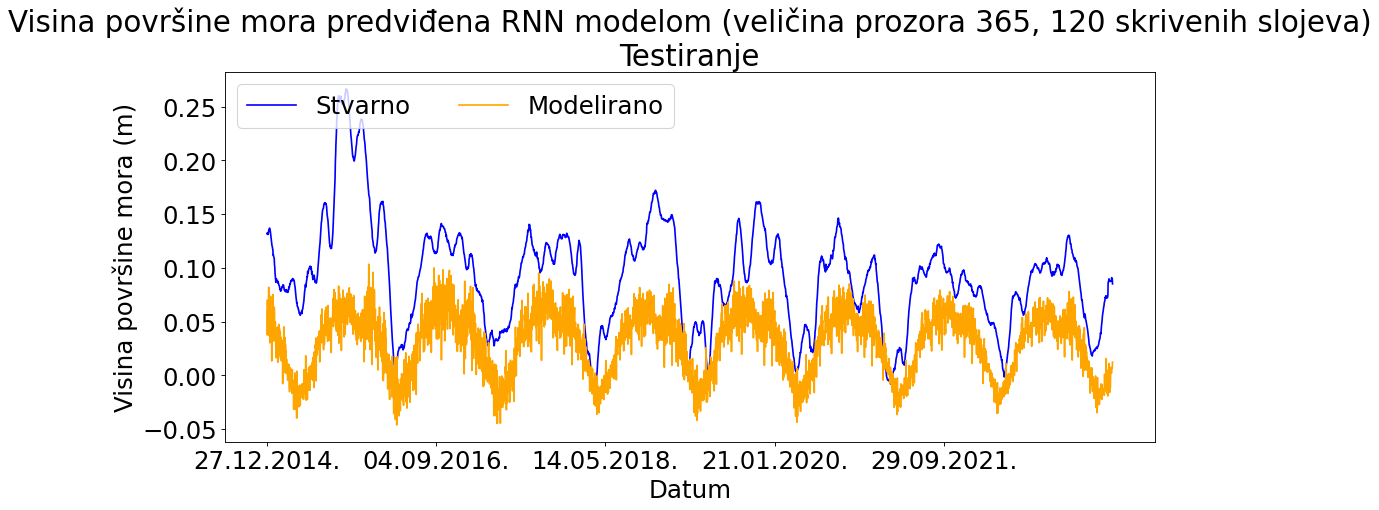 Visina površine mora predviđena RNN modelom (veličina prozora 365, 120 skrivenih slojeva)
Testiranje
Stvarno
Modelirano
Visina površine mora (m)
0.25
0.20
0.15
0.10
0.05
0.00
−0.05
27.12.2014.
04.09.2016.
14.05.2018.
21.01.2020.
29.09.2021.
Datum